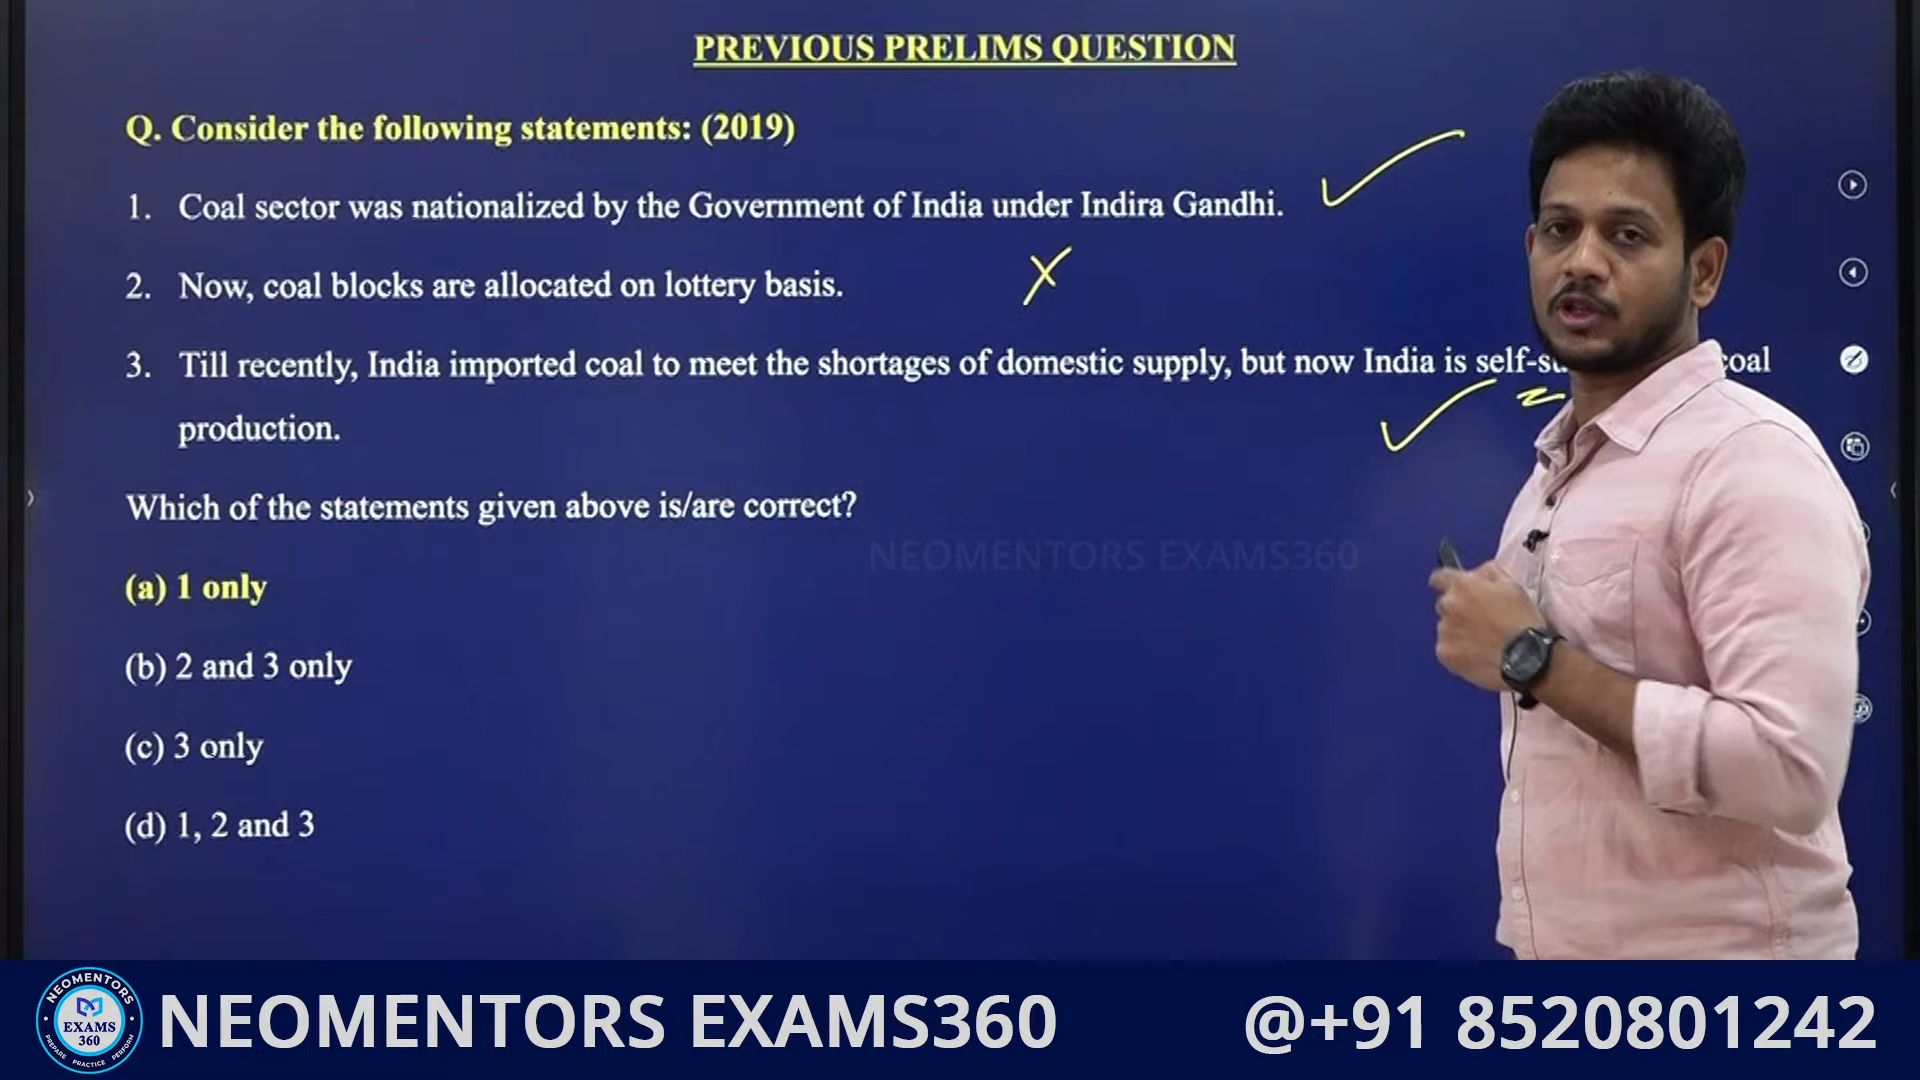 PREVIOUS PRELIMS QUESTION
Q. Consider the following statements: (2019)
1. Coal sector was nationalized by the Government of India under Indira Gandhi.
2. Now, coal blocks are allocated on lottery basis.
3. Till recently, India imported coal to meet the shortages of domestic supply, but now India is coal
production.
Which of the statements given above is/are correct?
NEOMENTORS EXAMS360
(a) 1 only
(b) 2 and 3 only
(c) 3 only
(d) 1, 2 and 3
NEOMENTORS
EXAMS
360
PREPARE PRACTICE PERFORM
NEOMENTORS EXAMS360 @+91 8520801242